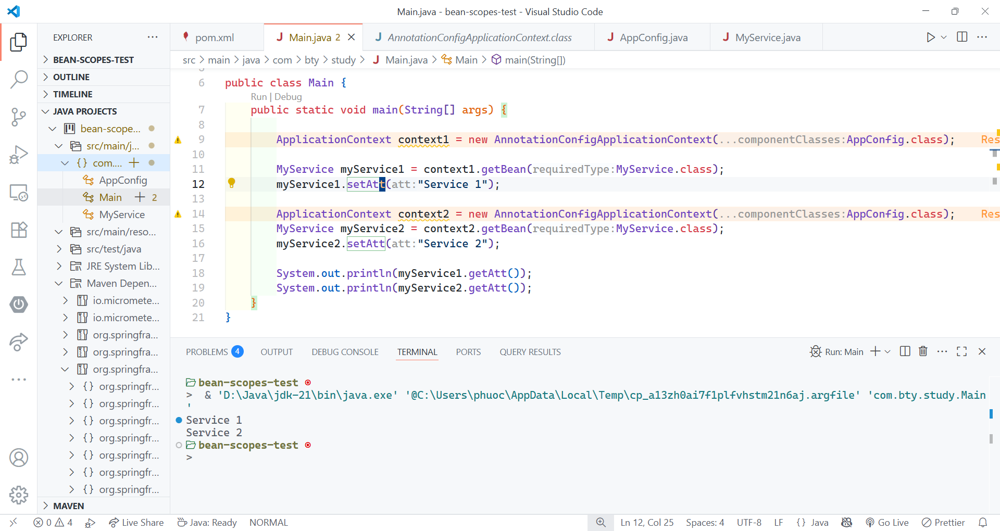 Main.java - bean-scopes-test - Visual Studio Code
EXPLORER
pom.xml
Main.java 2
AnnotationConfigApplicationContext.class
AppConfig.java
MyService.java
src > main > java > com > bty > study > Main.java > Main > main(String[])
BEAN-SCOPES-TEST
OUTLINE
TIMELINE
JAVA PROJECTS
bean-scope...
src/main/j...
{} com....
AppConfig
Main 2
MyService
src/main/reso...
src/test/java
JRE System Lib...
Maven Depen...
io.micromete...
io.micromete...
org.springfra...
org.springfra...
org.springfra...
{} org.springfr...
{} org.springfr...
{} org.springfr...
{} org.springfr...
{} org.springfr...
{} org.springfr...
{} org.springfr...
MAVEN
6 public class Main {
Run | Debug
7 public static void main(String[] args) {
8
9 ApplicationContext context1 = new AnnotationConfigApplicationContext(...componentClasses:AppConfig.class); Res
10
11 MyService myService1 = context1.getBean(requiredType:MyService.class);
12 myService1.setAtt(att:"Service 1");
13
14 ApplicationContext context2 = new AnnotationConfigApplicationContext(...componentClasses:AppConfig.class); Res
15 MyService myService2 = context2.getBean(requiredType:MyService.class);
16 myService2.setAtt(att:"Service 2");
17
18 System.out.println(myService1.getAtt());
19 System.out.println(myService2.getAtt());
20 }
21 }
PROBLEMS 4 OUTPUT DEBUG CONSOLE TERMINAL PORTS QUERY RESULTS
Run: Main
bean-scopes-test
> & 'D:\Java\jdk-21\bin\java.exe' '@C:\Users\phuoc\AppData\Local\Temp\cp_a13zh0ai7f1plfvhstm21n6aj.argfile' 'com.bty.study.Main
'
Service 1
Service 2
bean-scopes-test
>
0 4 Live Share Java: Ready NORMAL Ln 12, Col 25 Spaces: 4 UTF-8 LF {} Java Go Live Prettier